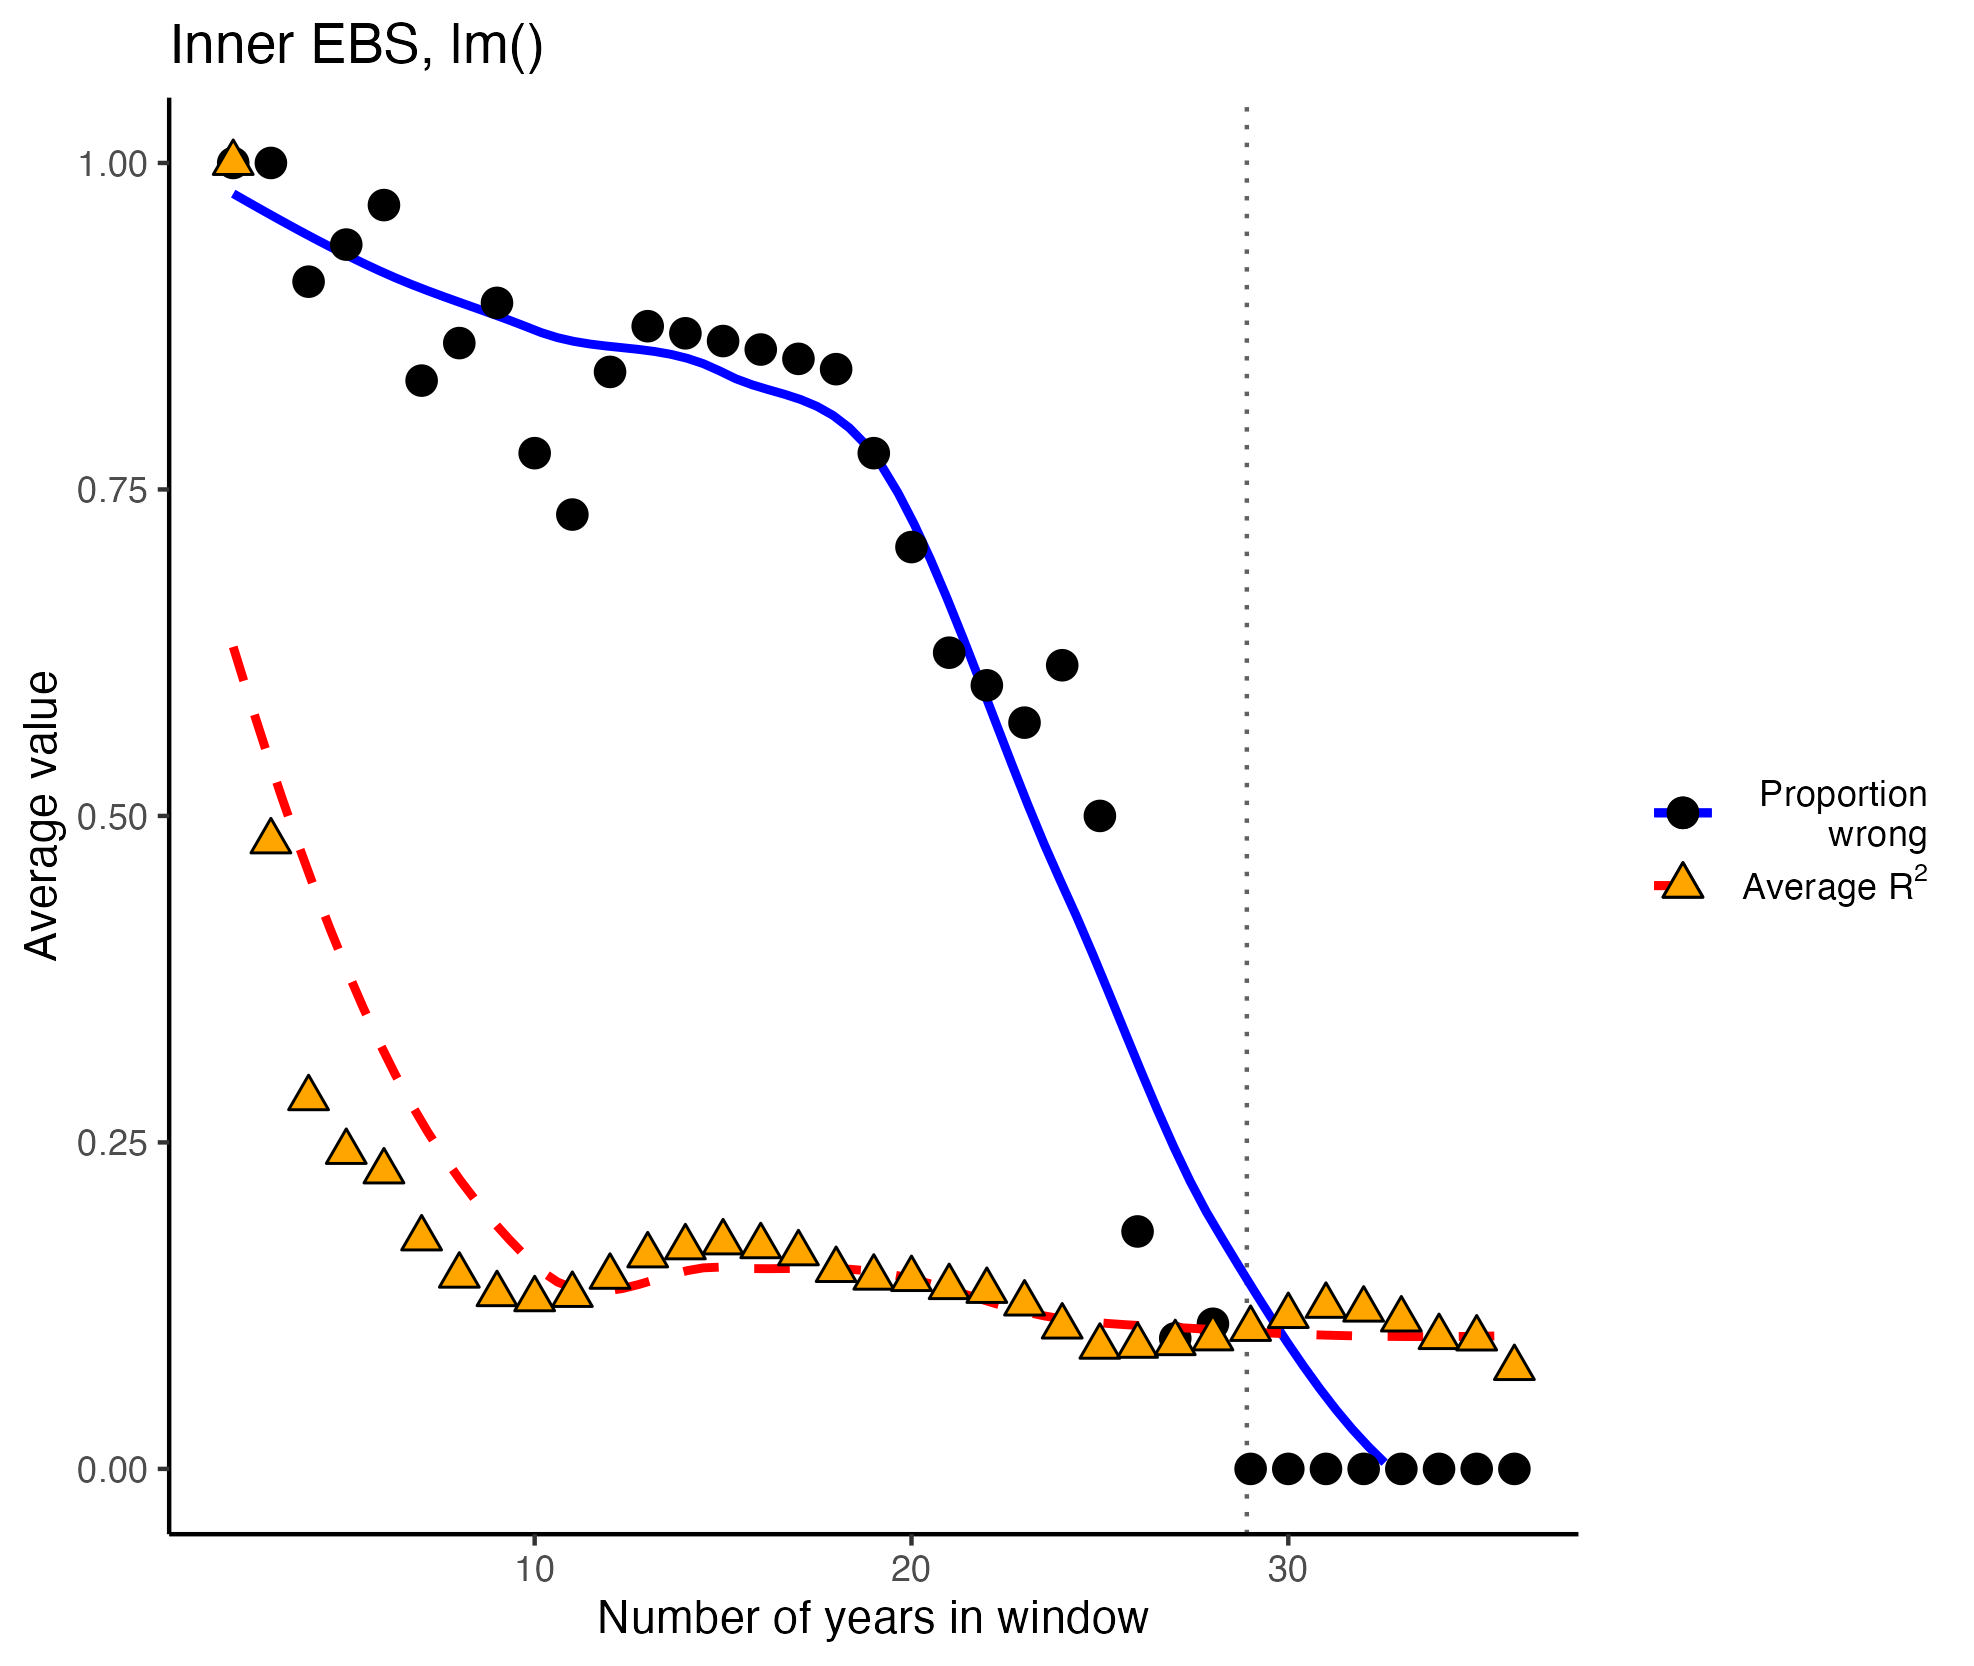 Inner EBS, lm()
1.00
0.75
0.50
0.25
0.00
Average value
10 20 30
Number of years in window
Proportion
wrong
Average R²